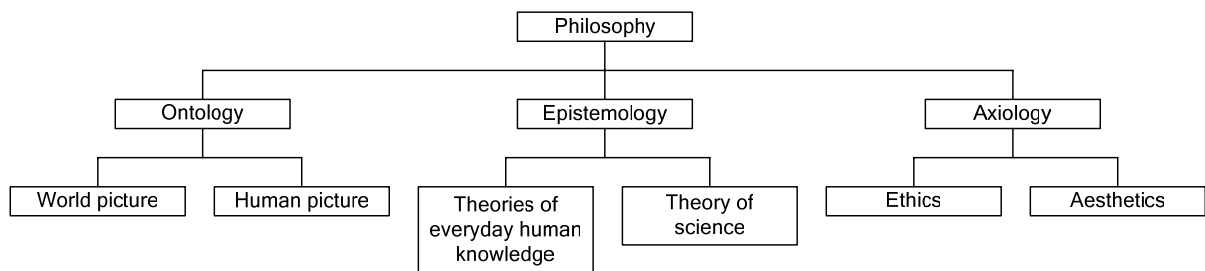 Philosophy
Ontology
Epistemology
Axiology
World picture
Human picture
Theories of
everyday human
knowledge
Theory of
science
Ethics
Aesthetics